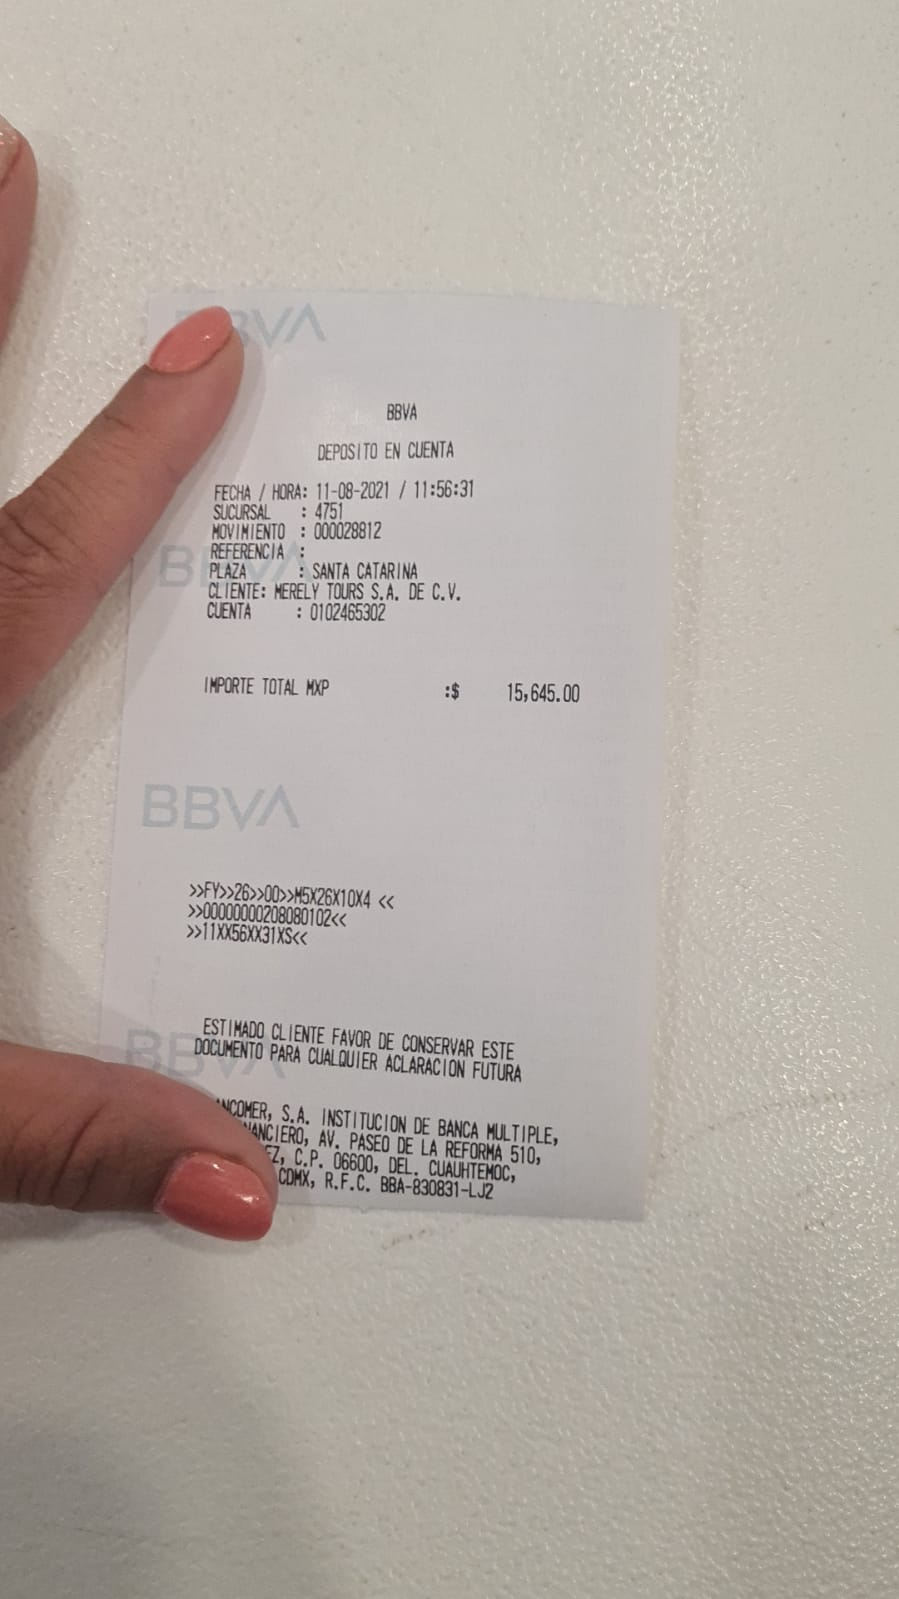 BBVA
BBVA
DEPOSITO EN CUENTA
FECHA / HORA: 11-08-2021 / 11:56:31
SUCURSAL : 4751
MOVIMIENTO : 000028812
REFERENCIA :
PLAZA : SANTA CATARINA
CLIENTE: MERELY TOURS S.A. DE C.V.
CUENTA : 0102465302
IMPORTE TOTAL MXP :$ 15,645.00
BBVA
>>FY>>26>>00>>M5X26X10X4 <<
>>00000000208080102<<
>>11XX56XX31XS<<
ESTIMADO CLIENTE FAVOR DE CONSERVAR ESTE
DOCUMENTO PARA CUALQUIER ACLARACION FUTURA
S.A. INSTITUCION DE BANCA MULTIPLE,
AV. PASEO DE LA REFORMA 510,
C.P. 06600, DEL. CUAUHTEMOC,
CDMX, R.F.C. BBA-830831-LJ2